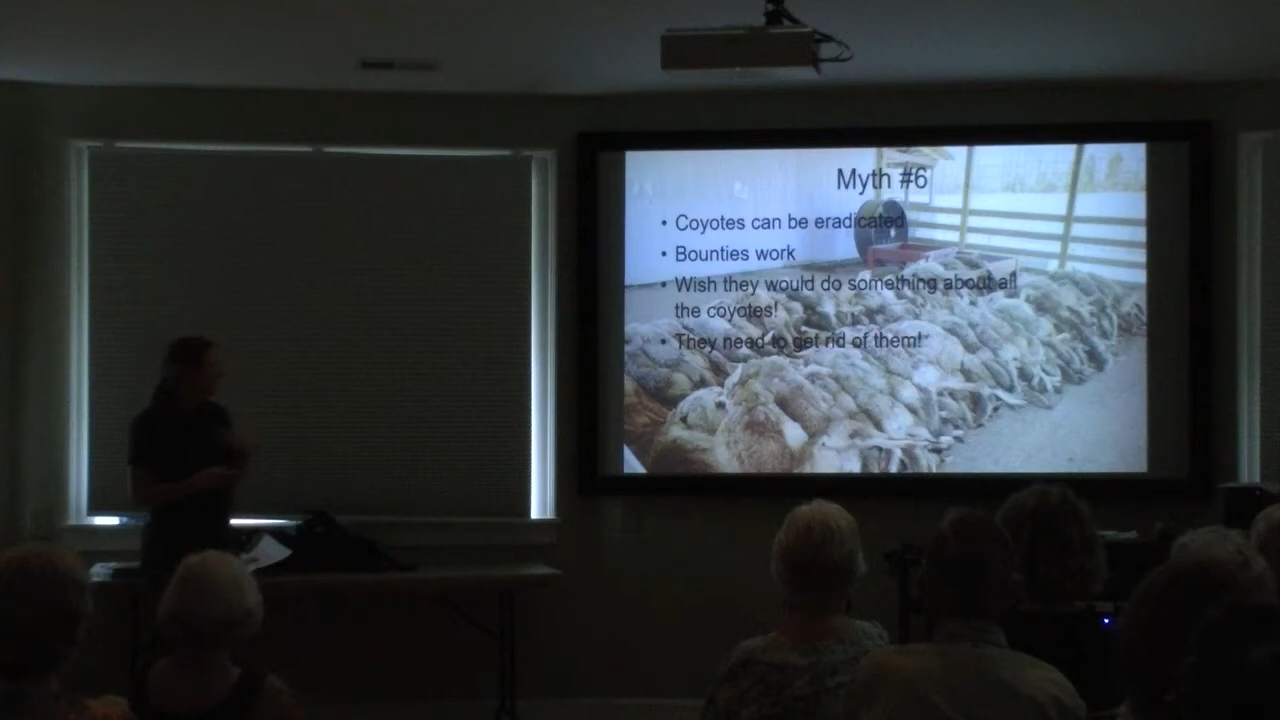 Myth #6
• Coyotes can be eradicated
• Bounties work
• Wish they would do something about all
the coyotes!
• They need to get rid of them!